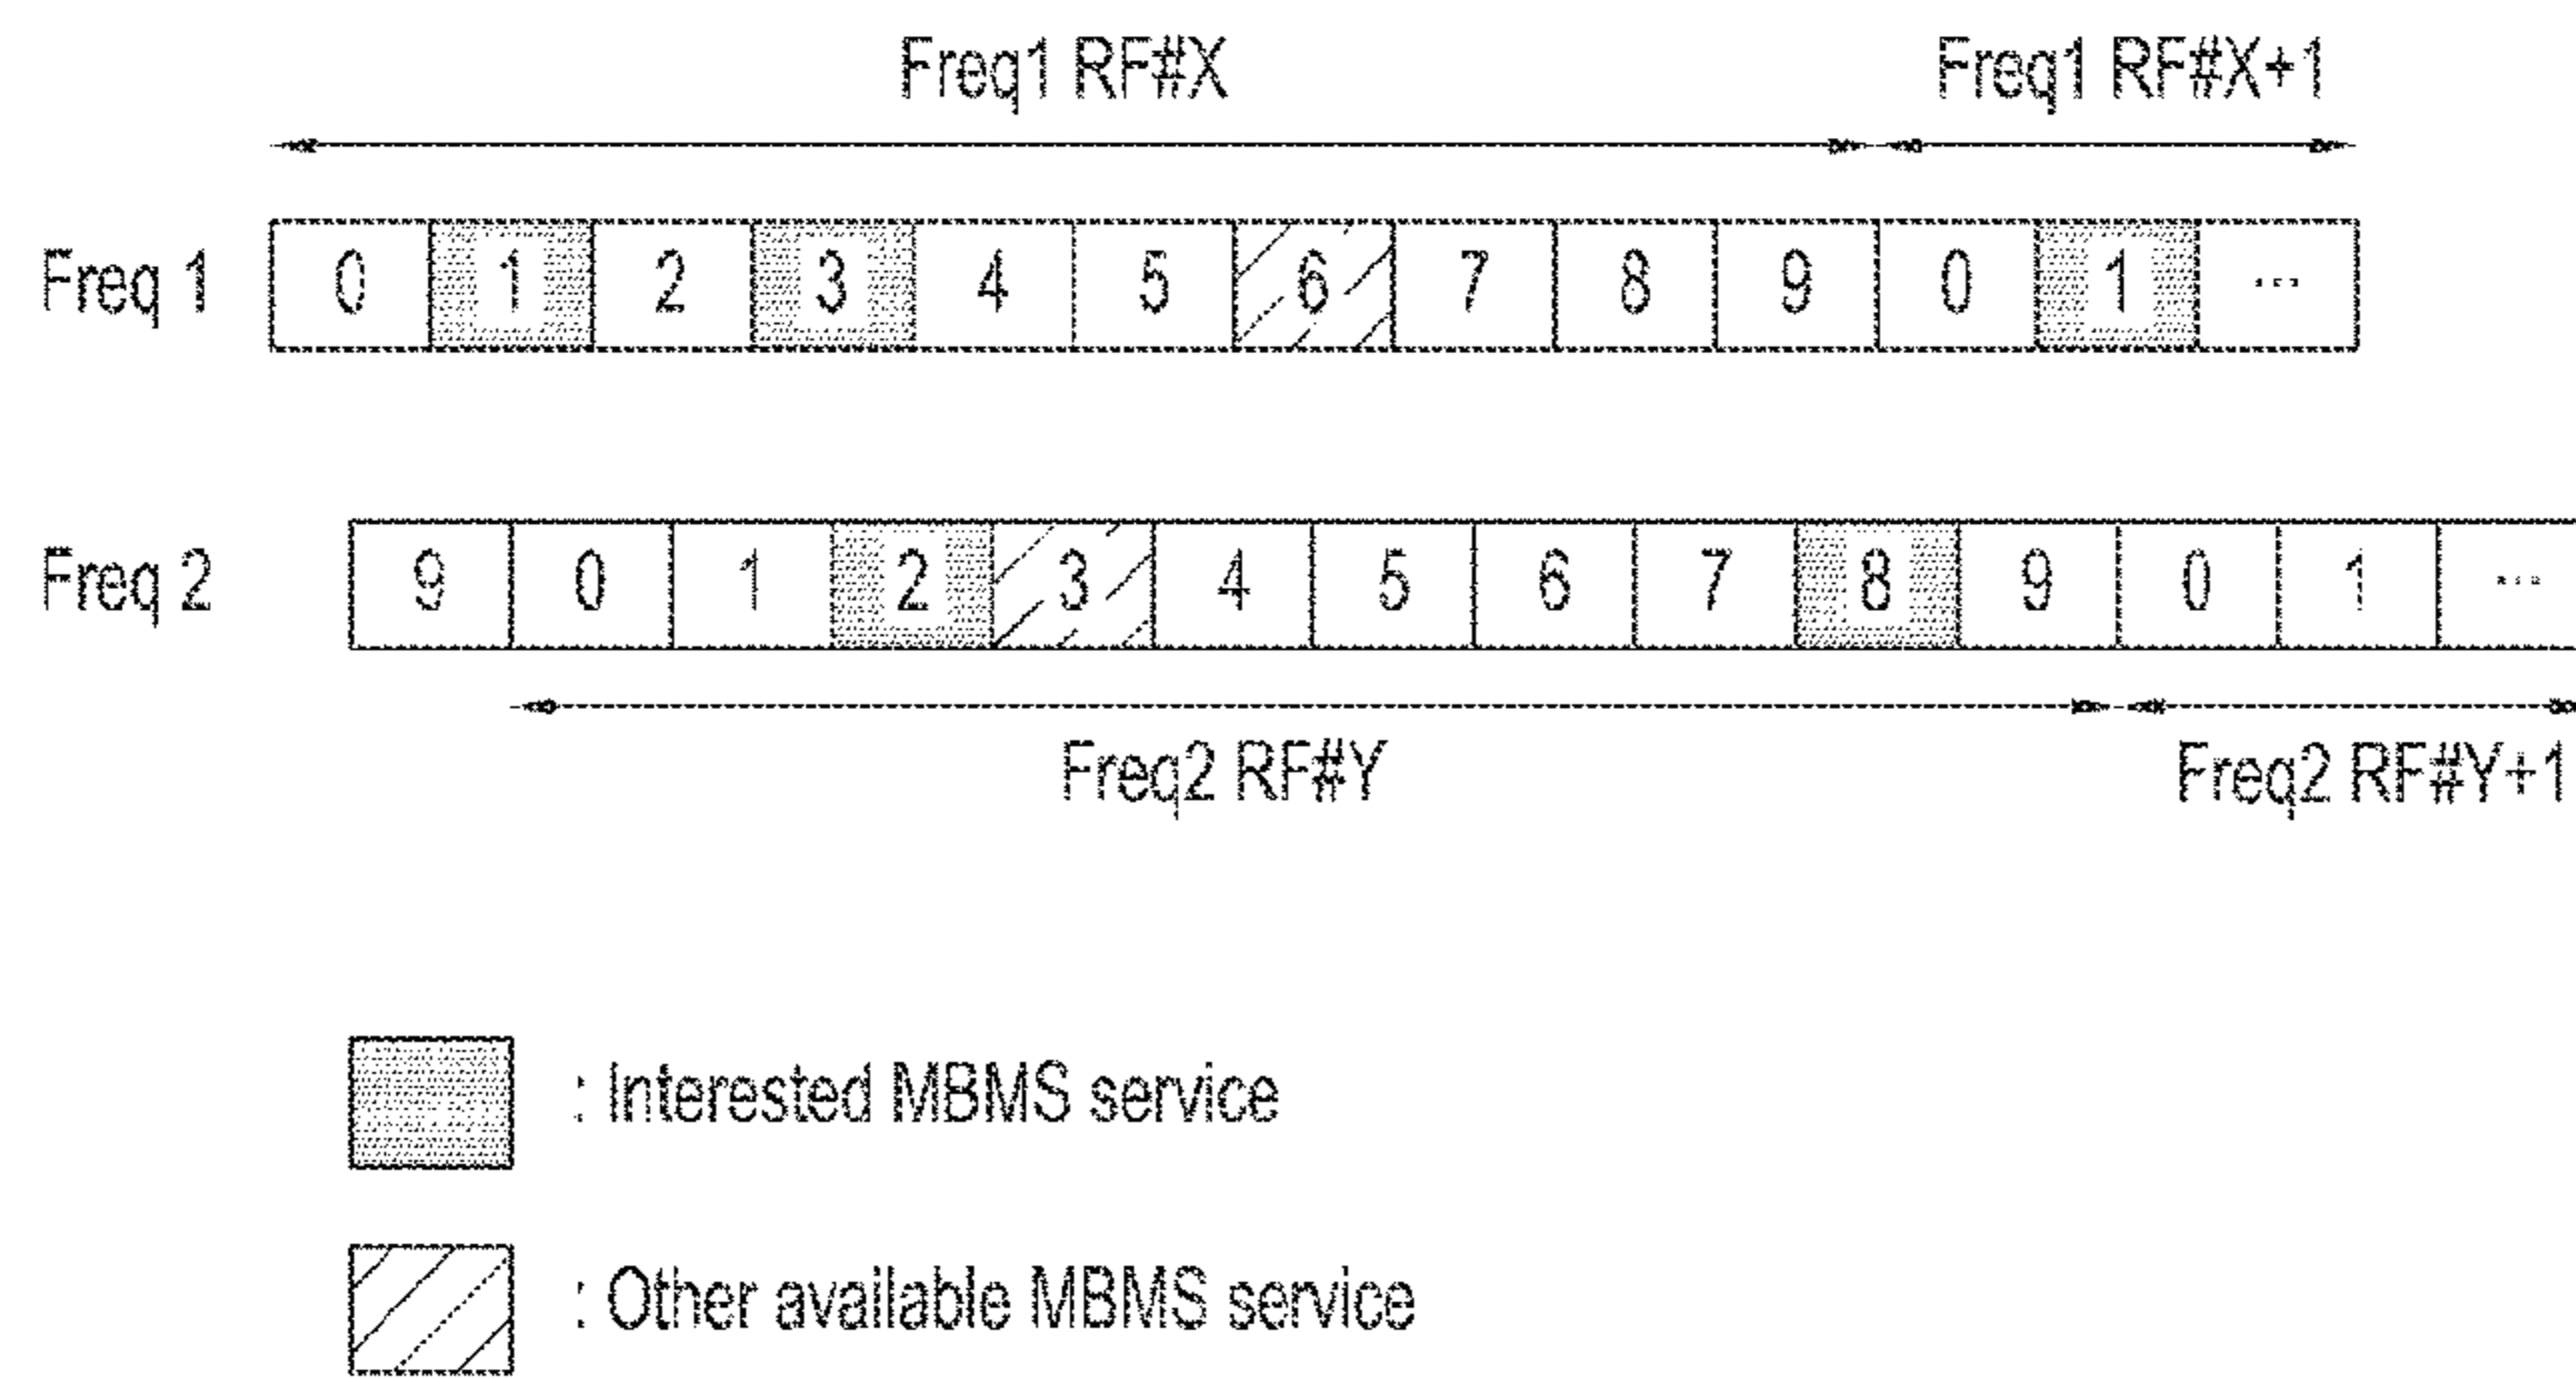 Freq1 RF#X Freq1 RF#X+1
Freq 1 0 1 2 3 4 5 6 7 8 9 0 1 ...
Freq 2 9 0 1 2 3 4 5 6 7 8 9 0 1 ...
Freq2 RF#Y Freq2 RF#Y+1
: Interested MBMS service
: Other available MBMS service